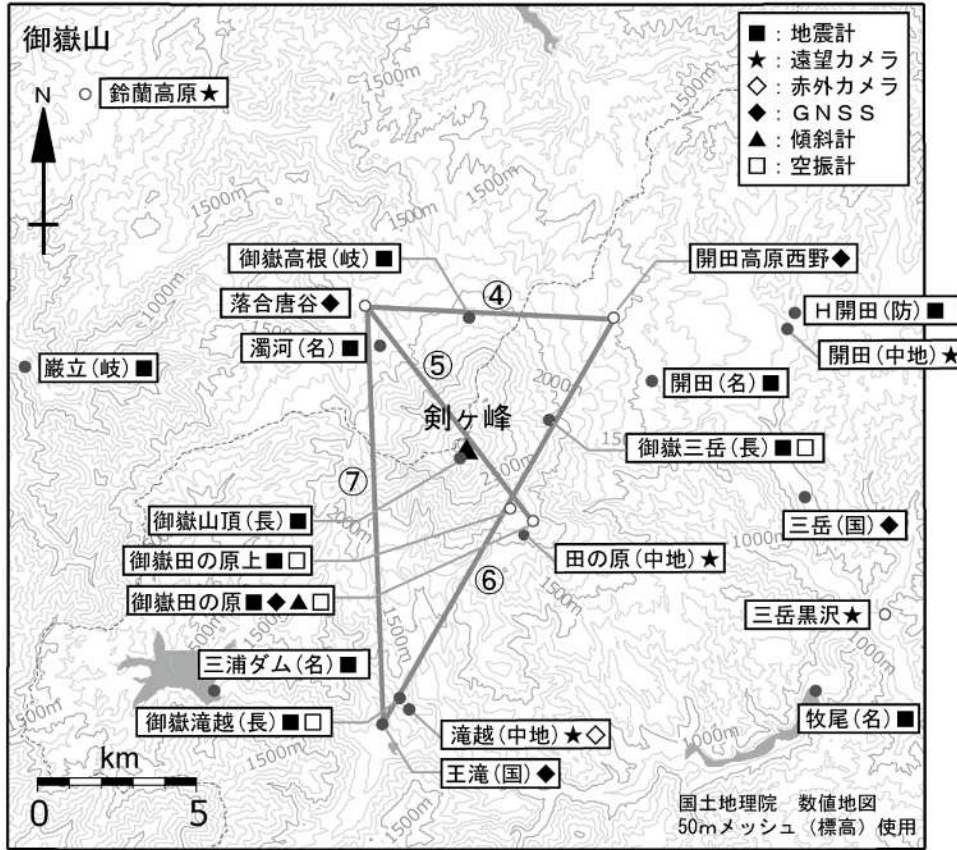 御嶽山
■：地震計
★：遠望カメラ
◇：赤外カメラ
◆：ＧＮＳＳ
▲：傾斜計
□：空振計
N
鈴蘭高原★
1500m
1500m
1500m
1500m
御嶽高根(岐)■
④
開田高原西野◆
1000m
落合唐谷◆
H開田(防)■
濁河(名)■
開田(中地)★
巌立(岐)■
⑤
2000
開田(名)■
剣ヶ峰
御嶽三岳(長)■□
⑦
御嶽山頂(長)■
2000m
三岳(国)◆
御嶽田の原上■□
田の原(中地)★
1000m
⑥
御嶽田の原■◆▲□
1500m
三岳黒沢★
1500m
三浦ダム(名)■
御嶽滝越(長)■□
滝越(中地)★◇
牧尾(名)■
1000m
王滝(国)◆
km
0 5
国土地理院 数値地図
50mメッシュ（標高）使用